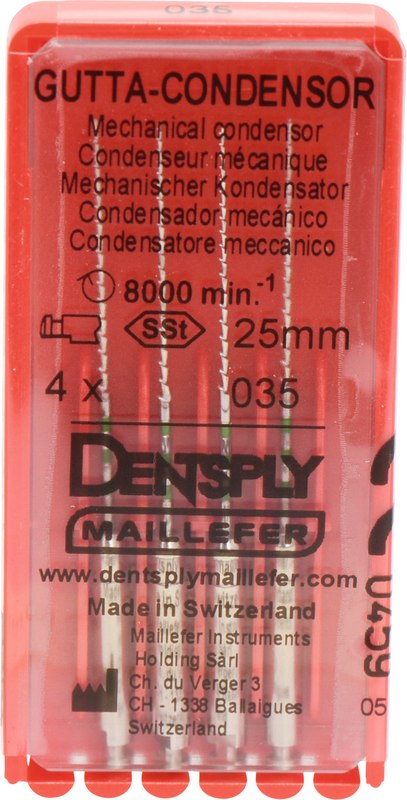 035
GUTTA-CONDENSOR
Mechanical condensor
Condenseur mécanique
Mechanischer Kondensator
Condensador mecánico
Condensatore meccanico
8000 min.-1
SSt 25mm
4 x 035
DENTSPLY
MAILLEFER
www.dentsplymaillefer.com
Made in Switzerland
Maillefer Instruments
Holding Sàrl
Ch. du Verger 3
CH - 1338 Ballaigues
Switzerland
0459
05